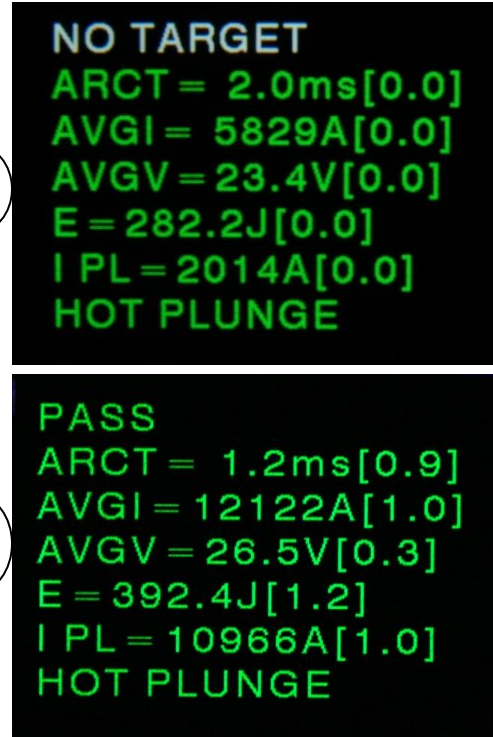 NO TARGET
ARCT = 2.0ms[0.0]
AVGI = 5829A[0.0]
AVGV = 23.4V[0.0]
E = 282.2J[0.0]
I PL = 2014A[0.0]
HOT PLUNGE
PASS
ARCT = 1.2ms[0.9]
AVGI = 12122A[1.0]
AVGV = 26.5V[0.3]
E = 392.4J[1.2]
I PL = 10966A[1.0]
HOT PLUNGE